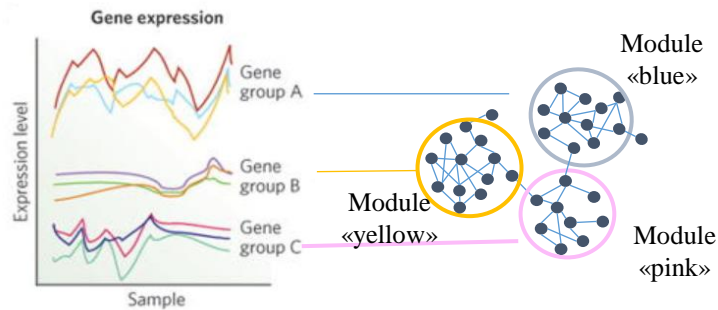 Gene expression
Expression level
Gene
group A
Gene
group B
Gene
group C
Sample
Module
«blue»
Module
«yellow»
Module
«pink»